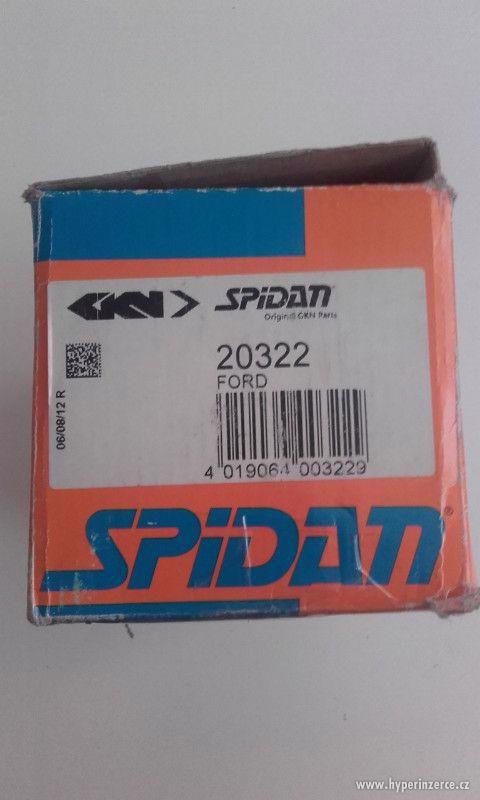 GKN SPiDAN
Original GKN Parts
20322
FORD
06/08/12 R
4 019064 003229
SPiDAN®
www.hyperinzerce.cz